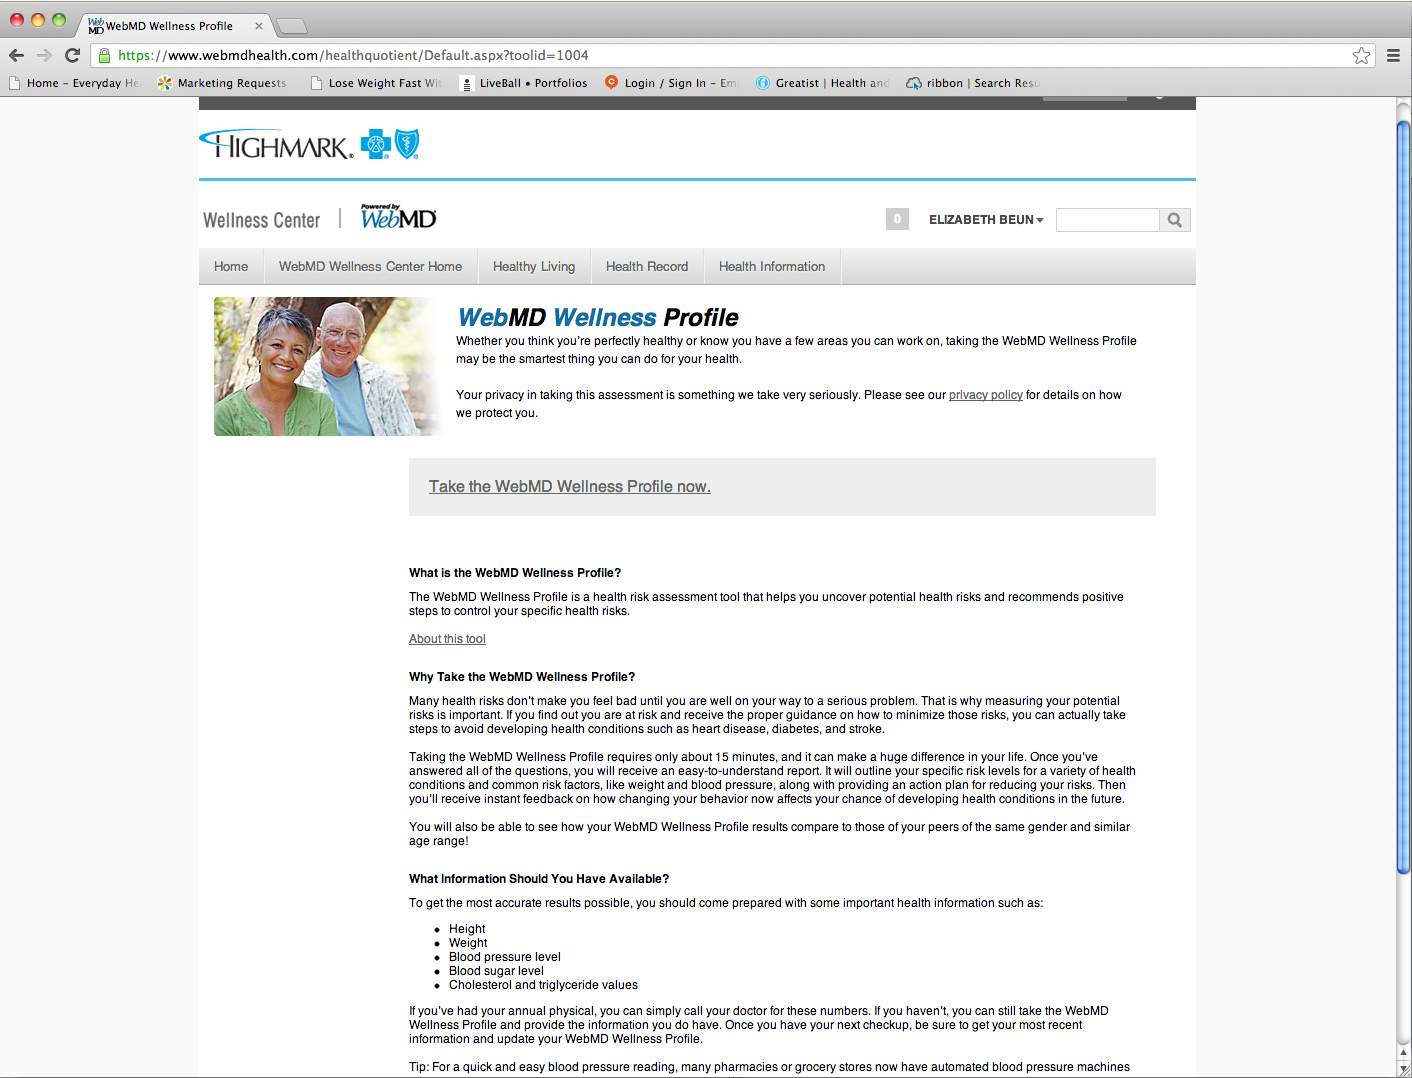 WebMD Wellness Profile
https://www.webmdhealth.com/healthquotient/Default.aspx?toolid=1004
Home – Everyday He
Marketing Requests
Lose Weight Fast Wit
LiveBall • Portfolios
Login / Sign In – Em
Greatist | Health and
ribbon | Search Resu
HIGHMARK®
Wellness Center | Powered by WebMD
0
ELIZABETH BEUN
Home
WebMD Wellness Center Home
Healthy Living
Health Record
Health Information
WebMD Wellness Profile
Whether you think you're perfectly healthy or know you have a few areas you can work on, taking the WebMD Wellness Profile
may be the smartest thing you can do for your health.
Your privacy in taking this assessment is something we take very seriously. Please see our privacy policy for details on how
we protect you.
Take the WebMD Wellness Profile now.
What is the WebMD Wellness Profile?
The WebMD Wellness Profile is a health risk assessment tool that helps you uncover potential health risks and recommends positive
steps to control your specific health risks.
About this tool
Why Take the WebMD Wellness Profile?
Many health risks don't make you feel bad until you are well on your way to a serious problem. That is why measuring your potential
risks is important. If you find out you are at risk and receive the proper guidance on how to minimize those risks, you can actually take
steps to avoid developing health conditions such as heart disease, diabetes, and stroke.
Taking the WebMD Wellness Profile requires only about 15 minutes, and it can make a huge difference in your life. Once you've
answered all of the questions, you will receive an easy-to-understand report. It will outline your specific risk levels for a variety of health
conditions and common risk factors, like weight and blood pressure, along with providing an action plan for reducing your risks. Then
you'll receive instant feedback on how changing your behavior now affects your chance of developing health conditions in the future.
You will also be able to see how your WebMD Wellness Profile results compare to those of your peers of the same gender and similar
age range!
What Information Should You Have Available?
To get the most accurate results possible, you should come prepared with some important health information such as:
• Height
• Weight
• Blood pressure level
• Blood sugar level
• Cholesterol and triglyceride values
If you've had your annual physical, you can simply call your doctor for these numbers. If you haven't, you can still take the WebMD
Wellness Profile and provide the information you do have. Once you have your next checkup, be sure to get your most recent
information and update your WebMD Wellness Profile.
Tip: For a quick and easy blood pressure reading, many pharmacies or grocery stores now have automated blood pressure machines